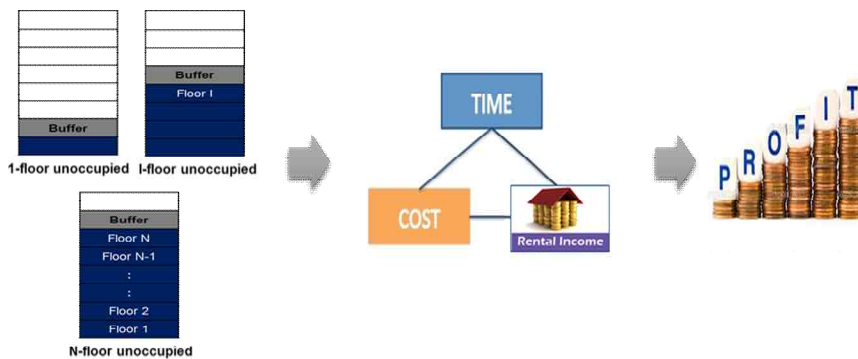 Buffer
1-floor unoccupied
Buffer
Floor I
I-floor unoccupied
Buffer
Floor N
Floor N-1
:
:
Floor 2
Floor 1
N-floor unoccupied
TIME
COST
Rental Income
PROFIT